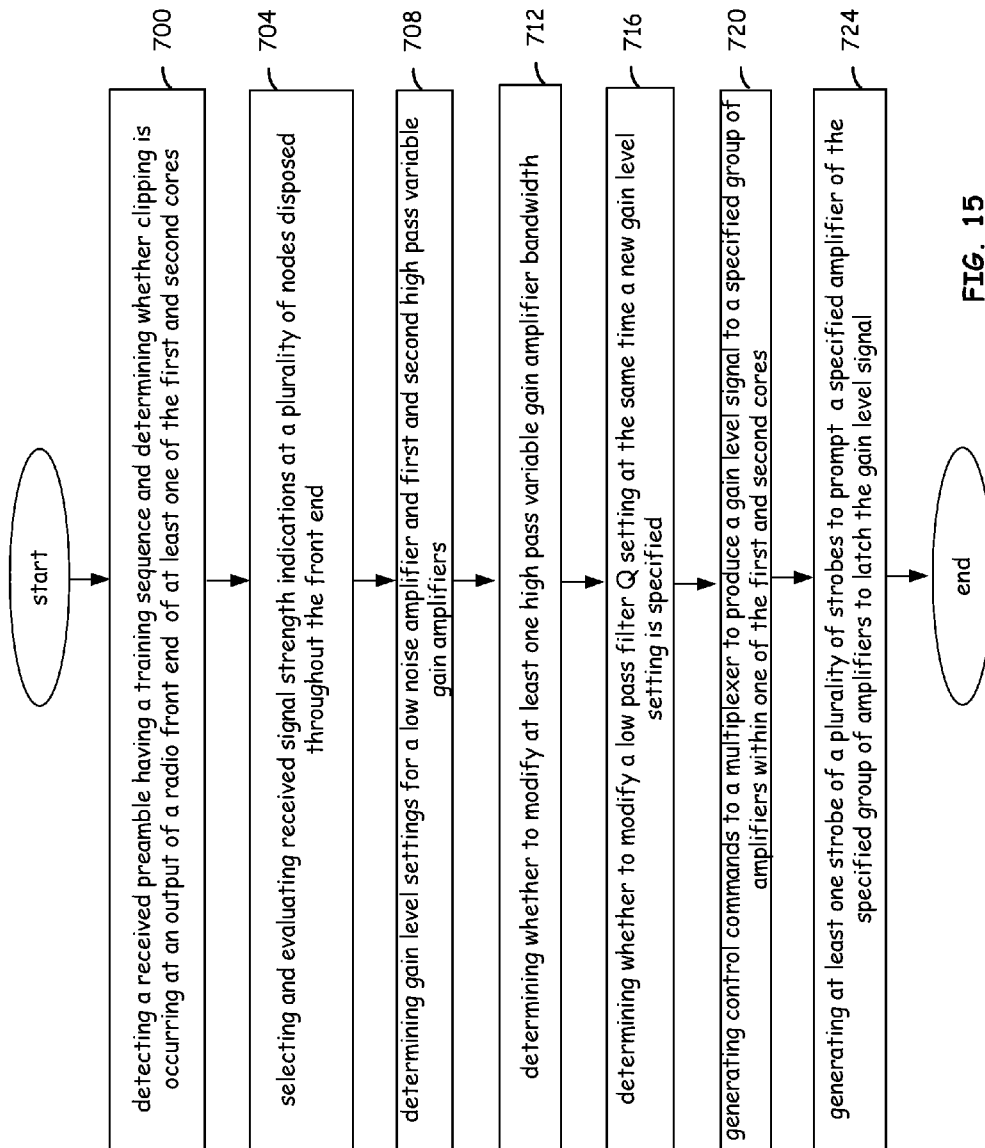 start
detecting a received preamble having a training sequence and determining whether clipping is
occurring at an output of a radio front end of at least one of the first and second cores
700
selecting and evaluating received signal strength indications at a plurality of nodes disposed
throughout the front end
704
determining gain level settings for a low noise amplifier and first and second high pass variable
gain amplifiers
708
determining whether to modify at least one high pass variable gain amplifier bandwidth
712
determining whether to modify a low pass filter Q setting at the same time a new gain level
setting is specified
716
generating control commands to a multiplexer to produce a gain level signal to a specified group of
amplifiers within one of the first and second cores
720
generating at least one strobe of a plurality of strobes to prompt a specified amplifier of the
specified group of amplifiers to latch the gain level signal
724
end
FIG. 15